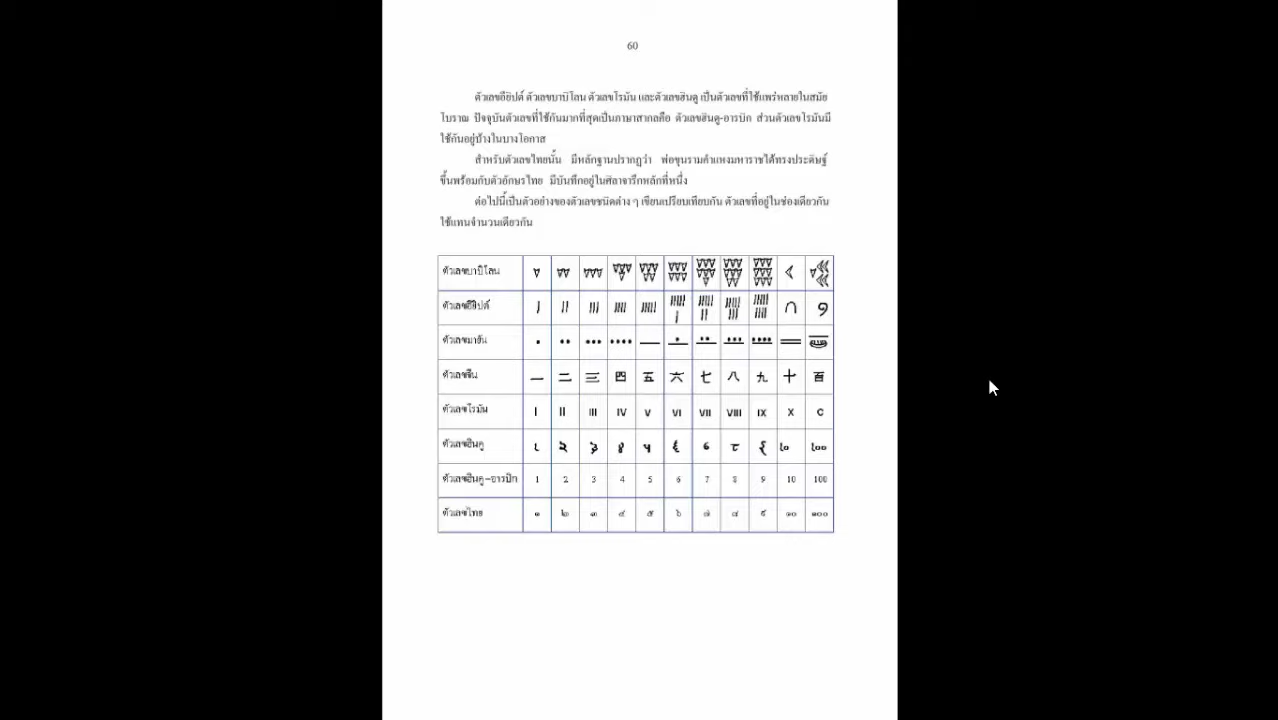 60
ตัวเลขอียิปต์ ตัวเลขบาบิโลน ตัวเลขโรมัน และตัวเลขฮินดู เป็นตัวเลขที่ใช้แพร่หลายในสมัย
โบราณ ปัจจุบันตัวเลขที่ใช้กันมากที่สุดเป็นภาษาสากลคือ ตัวเลขฮินดู-อารบิก ส่วนตัวเลขโรมันมี
ใช้กันอยู่บ้างในบางโอกาส
สำหรับตัวเลขไทยนั้น มีหลักฐานปรากฏว่า พ่อขุนรามคำแหงมหาราชได้ทรงประดิษฐ์
ขึ้นพร้อมกับตัวอักษรไทย มีบันทึกอยู่ในศิลาจารึกหลักที่หนึ่ง
ต่อไปนี้เป็นตัวอย่างของตัวเลขชนิดต่าง ๆ เขียนเปรียบเทียบกัน ตัวเลขที่อยู่ในช่องเดียวกัน
ใช้แทนจำนวนเดียวกัน
ตัวเลขบาบิโลน
ตัวเลขอียิปต์
ตัวเลขมายัน
ตัวเลขจีน 一 二 三 四 五 六 七 八 九 十 百
ตัวเลขโรมัน I II III IV V VI VII VIII IX X C
ตัวเลขฮินดู
ตัวเลขฮินดู-อารบิก 1 2 3 4 5 6 7 8 9 10 100
ตัวเลขไทย ๑ ๒ ๓ ๔ ๕ ๖ ๗ ๘ ๙ ๑๐ ๑๐๐